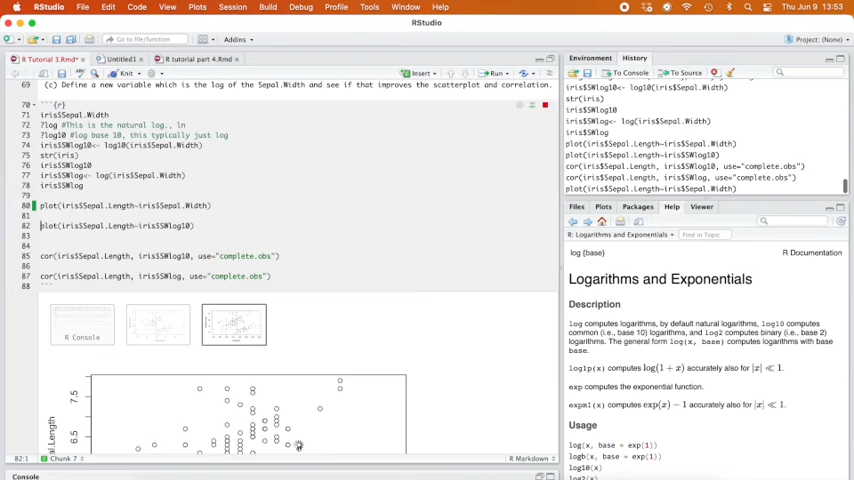 RStudio File Edit Code View Plots Session Build Debug Profile Tools Window Help Thu Jun 9 13:53
RStudio
Go to file/function Addins Project: (None)
R Tutorial 3.Rmd* Untitled1 R tutorial part 4.Rmd
Knit Insert Run
69 (c) Define a new variable which is the log of the Sepal.Width and see if that improves the scatterplot and correlation.
70 ```{r}
71 iris$Sepal.Width
72 ?log #This is the natural log., ln
73 ?log10 #log base 10, this typically just log
74 iris$SWlog10<- log10(iris$Sepal.Width)
75 str(iris)
76 iris$SWlog10
77 iris$SWlog<- log(iris$Sepal.Width)
78 iris$SWlog
79
80 plot(iris$Sepal.Length~iris$Sepal.Width)
81
82 plot(iris$Sepal.Length~iris$SWlog10)
83
84
85 cor(iris$Sepal.Length, iris$SWlog10, use="complete.obs")
86
87 cor(iris$Sepal.Length, iris$SWlog, use="complete.obs")
88 ```
R Console
7.5
6.5
al.Length
82:1 Chunk 7 R Markdown
Console
Environment History
To Console To Source
iris$SWlog10<- log10(iris$Sepal.Width)
str(iris)
iris$SWlog10
iris$SWlog<- log(iris$Sepal.Width)
iris$SWlog
plot(iris$Sepal.Length~iris$Sepal.Width)
plot(iris$Sepal.Length~iris$SWlog10)
cor(iris$Sepal.Length, iris$SWlog10, use="complete.obs")
cor(iris$Sepal.Length, iris$SWlog, use="complete.obs")
plot(iris$Sepal.Length~iris$Sepal.Width)
Files Plots Packages Help Viewer
R: Logarithms and Exponentials Find in Topic
log {base} R Documentation
Logarithms and Exponentials
Description
log computes logarithms, by default natural logarithms, log10 computes
common (i.e., base 10) logarithms, and log2 computes binary (i.e., base 2)
logarithms. The general form log(x, base) computes logarithms with base
base.
log1p(x) computes log(1 + x) accurately also for |x| ≪ 1.
exp computes the exponential function.
expm1(x) computes exp(x) − 1 accurately also for |x| ≪ 1.
Usage
log(x, base = exp(1))
logb(x, base = exp(1))
log10(x)
log2(x)